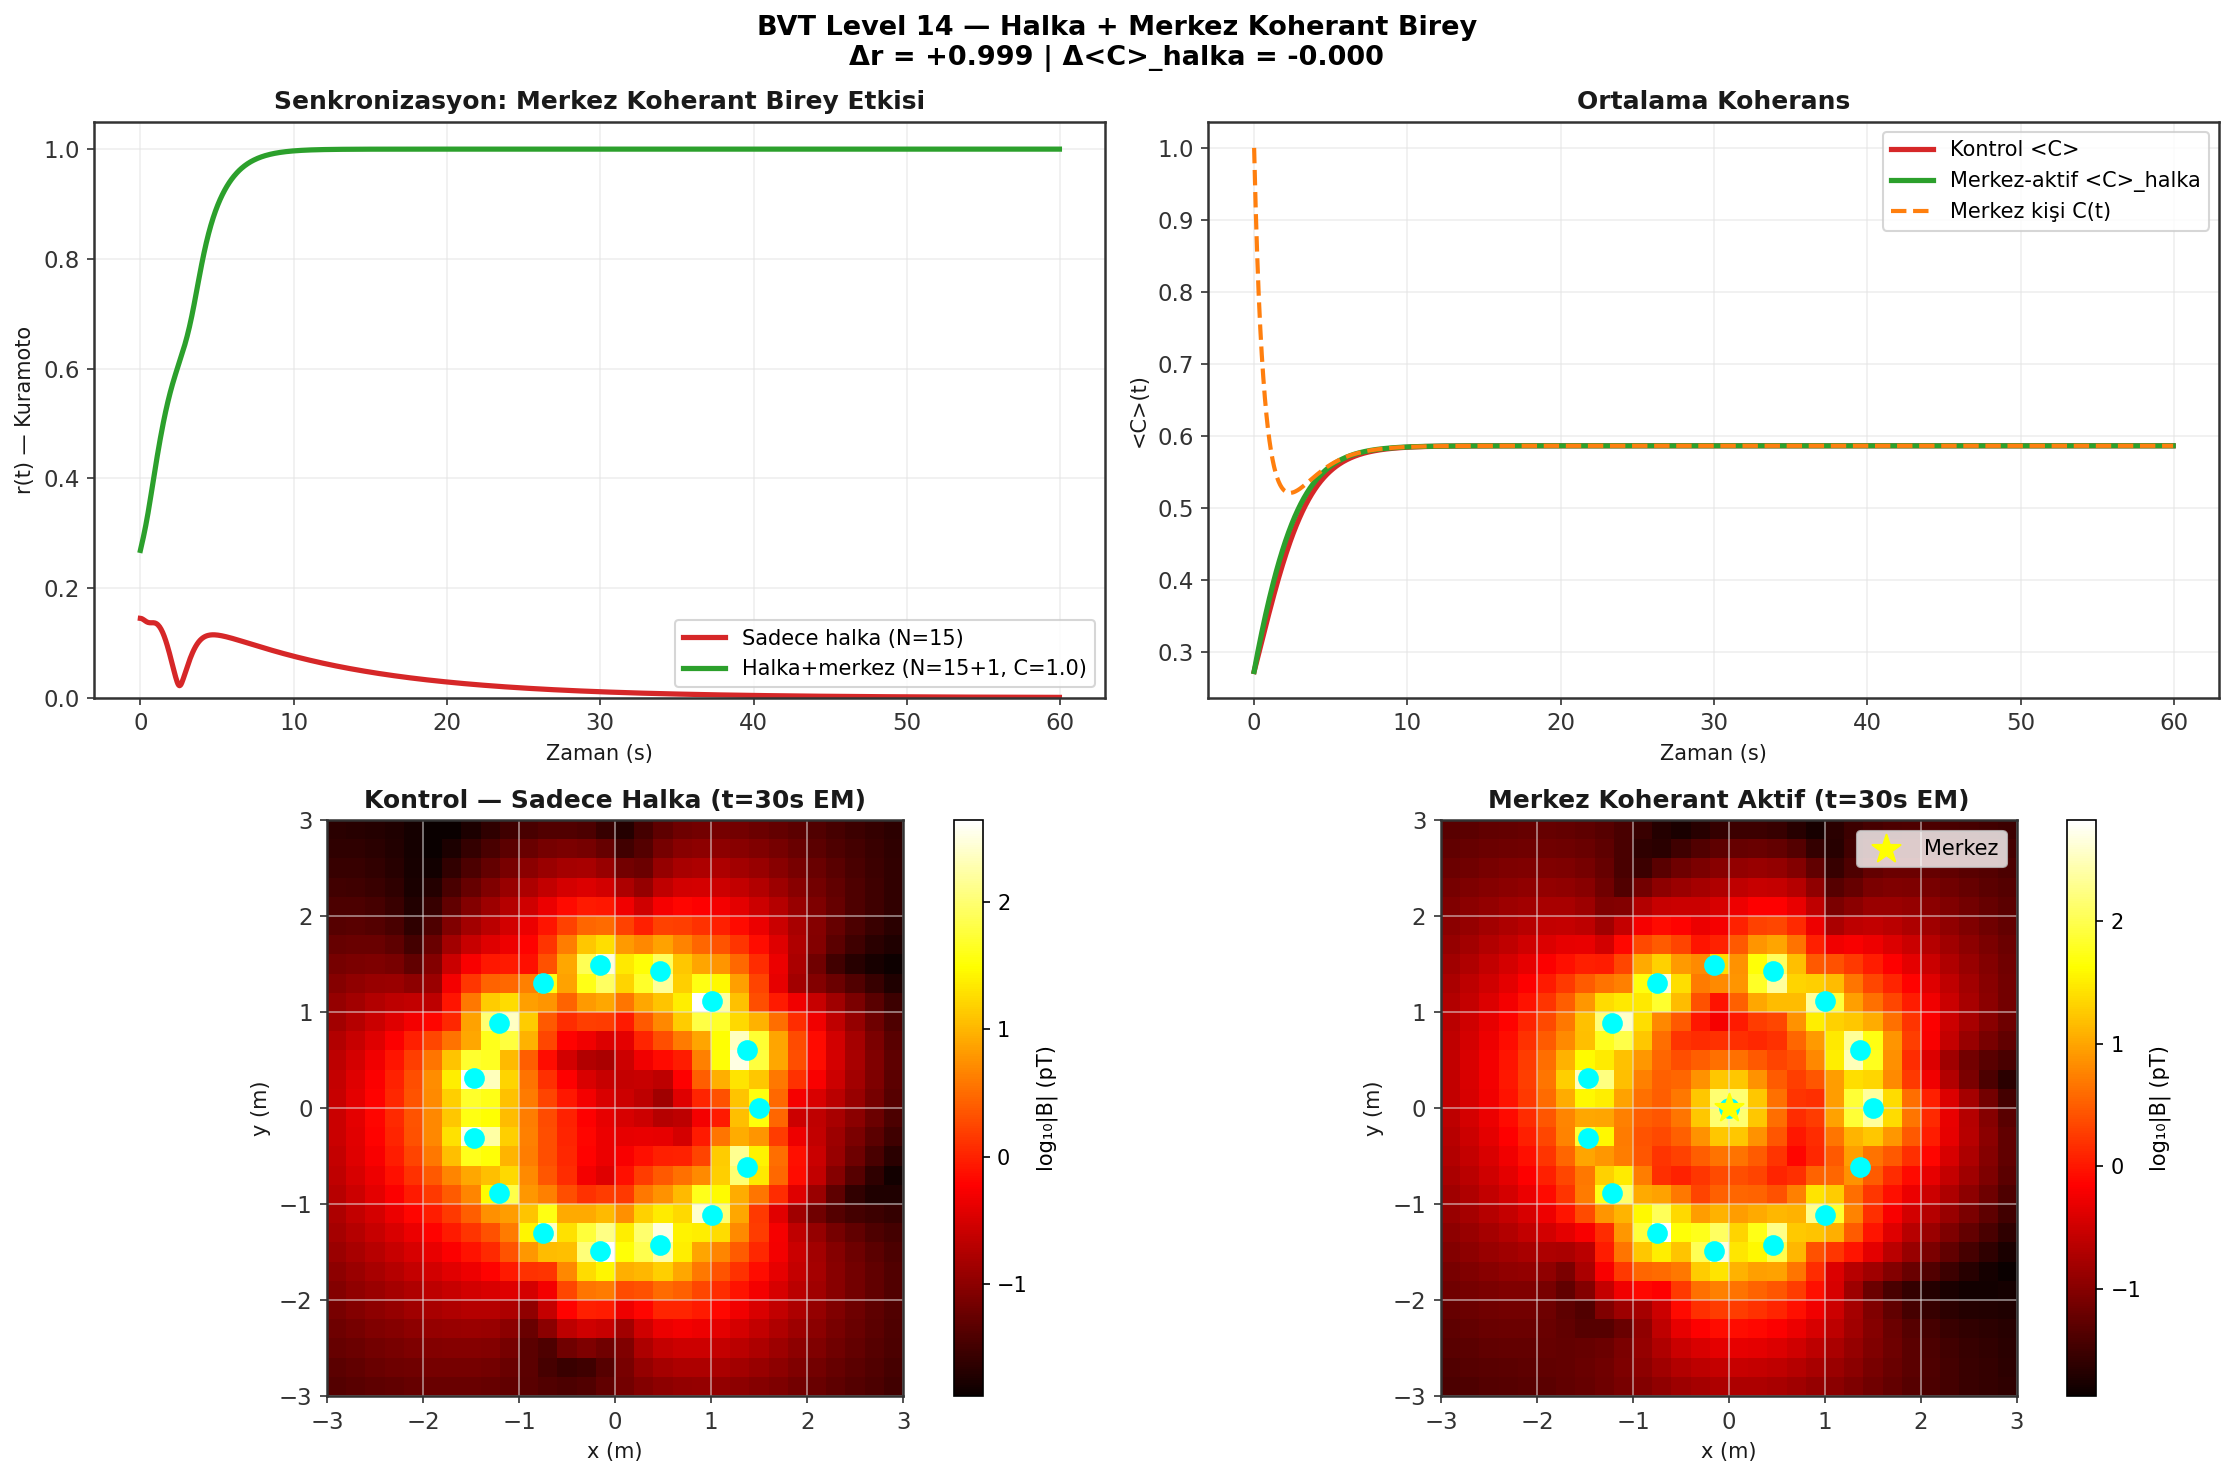 BVT Level 14 — Halka + Merkez Koherant Birey
Δr = +0.999 | Δ<C>_halka = -0.000
Senkronizasyon: Merkez Koherant Birey Etkisi
r(t) — Kuramoto
1.0
0.8
0.6
0.4
0.2
0.0
Sadece halka (N=15)
Halka+merkez (N=15+1, C=1.0)
0 10 20 30 40 50 60
Zaman (s)
Ortalama Koherans
<C>(t)
1.0
0.9
0.8
0.7
0.6
0.5
0.4
0.3
Kontrol <C>
Merkez-aktif <C>_halka
Merkez kişi C(t)
0 10 20 30 40 50 60
Zaman (s)
Kontrol — Sadece Halka (t=30s EM)
y (m)
3
2
1
0
−1
−2
−3
−3 −2 −1 0 1 2 3
x (m)
2
1
0
−1
log₁₀|B| (pT)
Merkez Koherant Aktif (t=30s EM)
Merkez
y (m)
3
2
1
0
−1
−2
−3
−3 −2 −1 0 1 2 3
x (m)
2
1
0
−1
log₁₀|B| (pT)